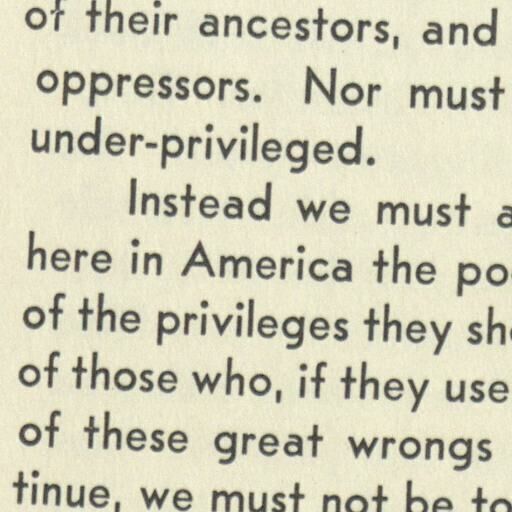 of their ancestors, and
oppressors. Nor must
under-privileged.
Instead we must a
here in America the po
of the privileges they sh
of those who, if they use
of these great wrongs
tinue, we must not be to